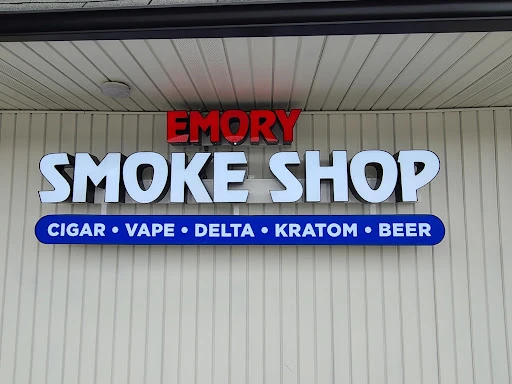 EMORY
SMOKE SHOP
CIGAR • VAPE • DELTA • KRATOM • BEER